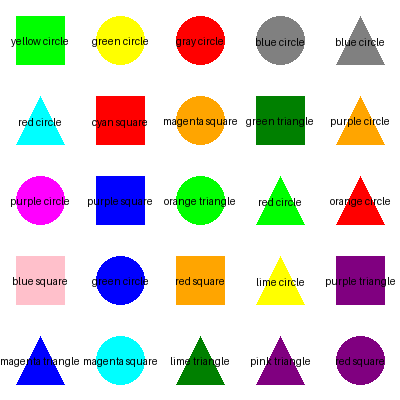 yellow circle green circle gray circle blue circle blue circle
red circle cyan square magenta square green triangle purple circle
purple circle purple square orange triangle red circle orange circle
blue square green circle red square lime circle purple triangle
magenta triangle magenta square lime triangle pink triangle red square